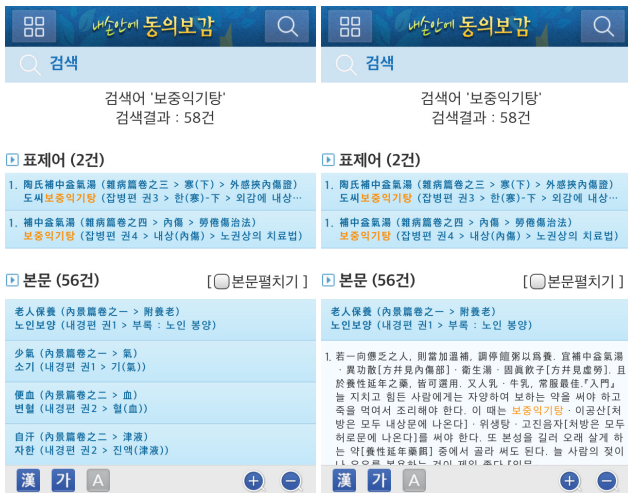 내손안에 동의보감
검색
검색어 '보중익기탕'
검색결과 : 58건
표제어 (2건)
1. 陶氏補中益氣湯 (雜病篇卷之三 > 寒(下) > 外感挾內傷證)
도씨보중익기탕 (잡병편 권3 > 한(寒)-下 > 외감에 내상…
1. 補中益氣湯 (雜病篇卷之四 > 內傷 > 勞倦傷治法)
보중익기탕 (잡병편 권4 > 내상(內傷) > 노권상의 치료법)
본문 (56건)
[본문펼치기 ]
老人保養 (內景篇卷之一 > 附養老)
노인보양 (내경편 권1 > 부록 : 노인 봉양)
少氣 (內景篇卷之一 > 氣)
소기 (내경편 권1 > 기(氣))
便血 (內景篇卷之二 > 血)
변혈 (내경편 권2 > 혈(血))
自汗 (內景篇卷之二 > 津液)
자한 (내경편 권2 > 진액(津液))
漢 가 A
내손안에 동의보감
검색
검색어 '보중익기탕'
검색결과 : 58건
표제어 (2건)
1. 陶氏補中益氣湯 (雜病篇卷之三 > 寒(下) > 外感挾內傷證)
도씨보중익기탕 (잡병편 권3 > 한(寒)-下 > 외감에 내상…
1. 補中益氣湯 (雜病篇卷之四 > 內傷 > 勞倦傷治法)
보중익기탕 (잡병편 권4 > 내상(內傷) > 노권상의 치료법)
본문 (56건)
[본문펼치기 ]
老人保養 (內景篇卷之一 > 附養老)
노인보양 (내경편 권1 > 부록 : 노인 봉양)
1. 若一向憊乏之人, 則當加溫補, 調停饘粥以爲養. 宜補中益氣湯
· 異功散[方幷見內傷部] · 衛生湯 · 固眞飮子[方幷見虛勞]. 且
於養性延年之藥, 皆可選用. 又人乳 · 牛乳, 常服最佳.『入門』
늘 지치고 힘든 사람에게는 자양하여 보하는 약을 써야 하고
죽을 먹여서 조리해야 한다. 이 때는 보중익기탕 · 이공산[처
방은 모두 내상문에 나온다] · 위생탕 · 고진음자[처방은 모두
허로문에 나온다]를 써야 한다. 또 본성을 길러 오래 살게 하
는 약[養性延年藥餌] 중에서 골라 써도 된다. 늘 사람의 젖이
漢 가 A